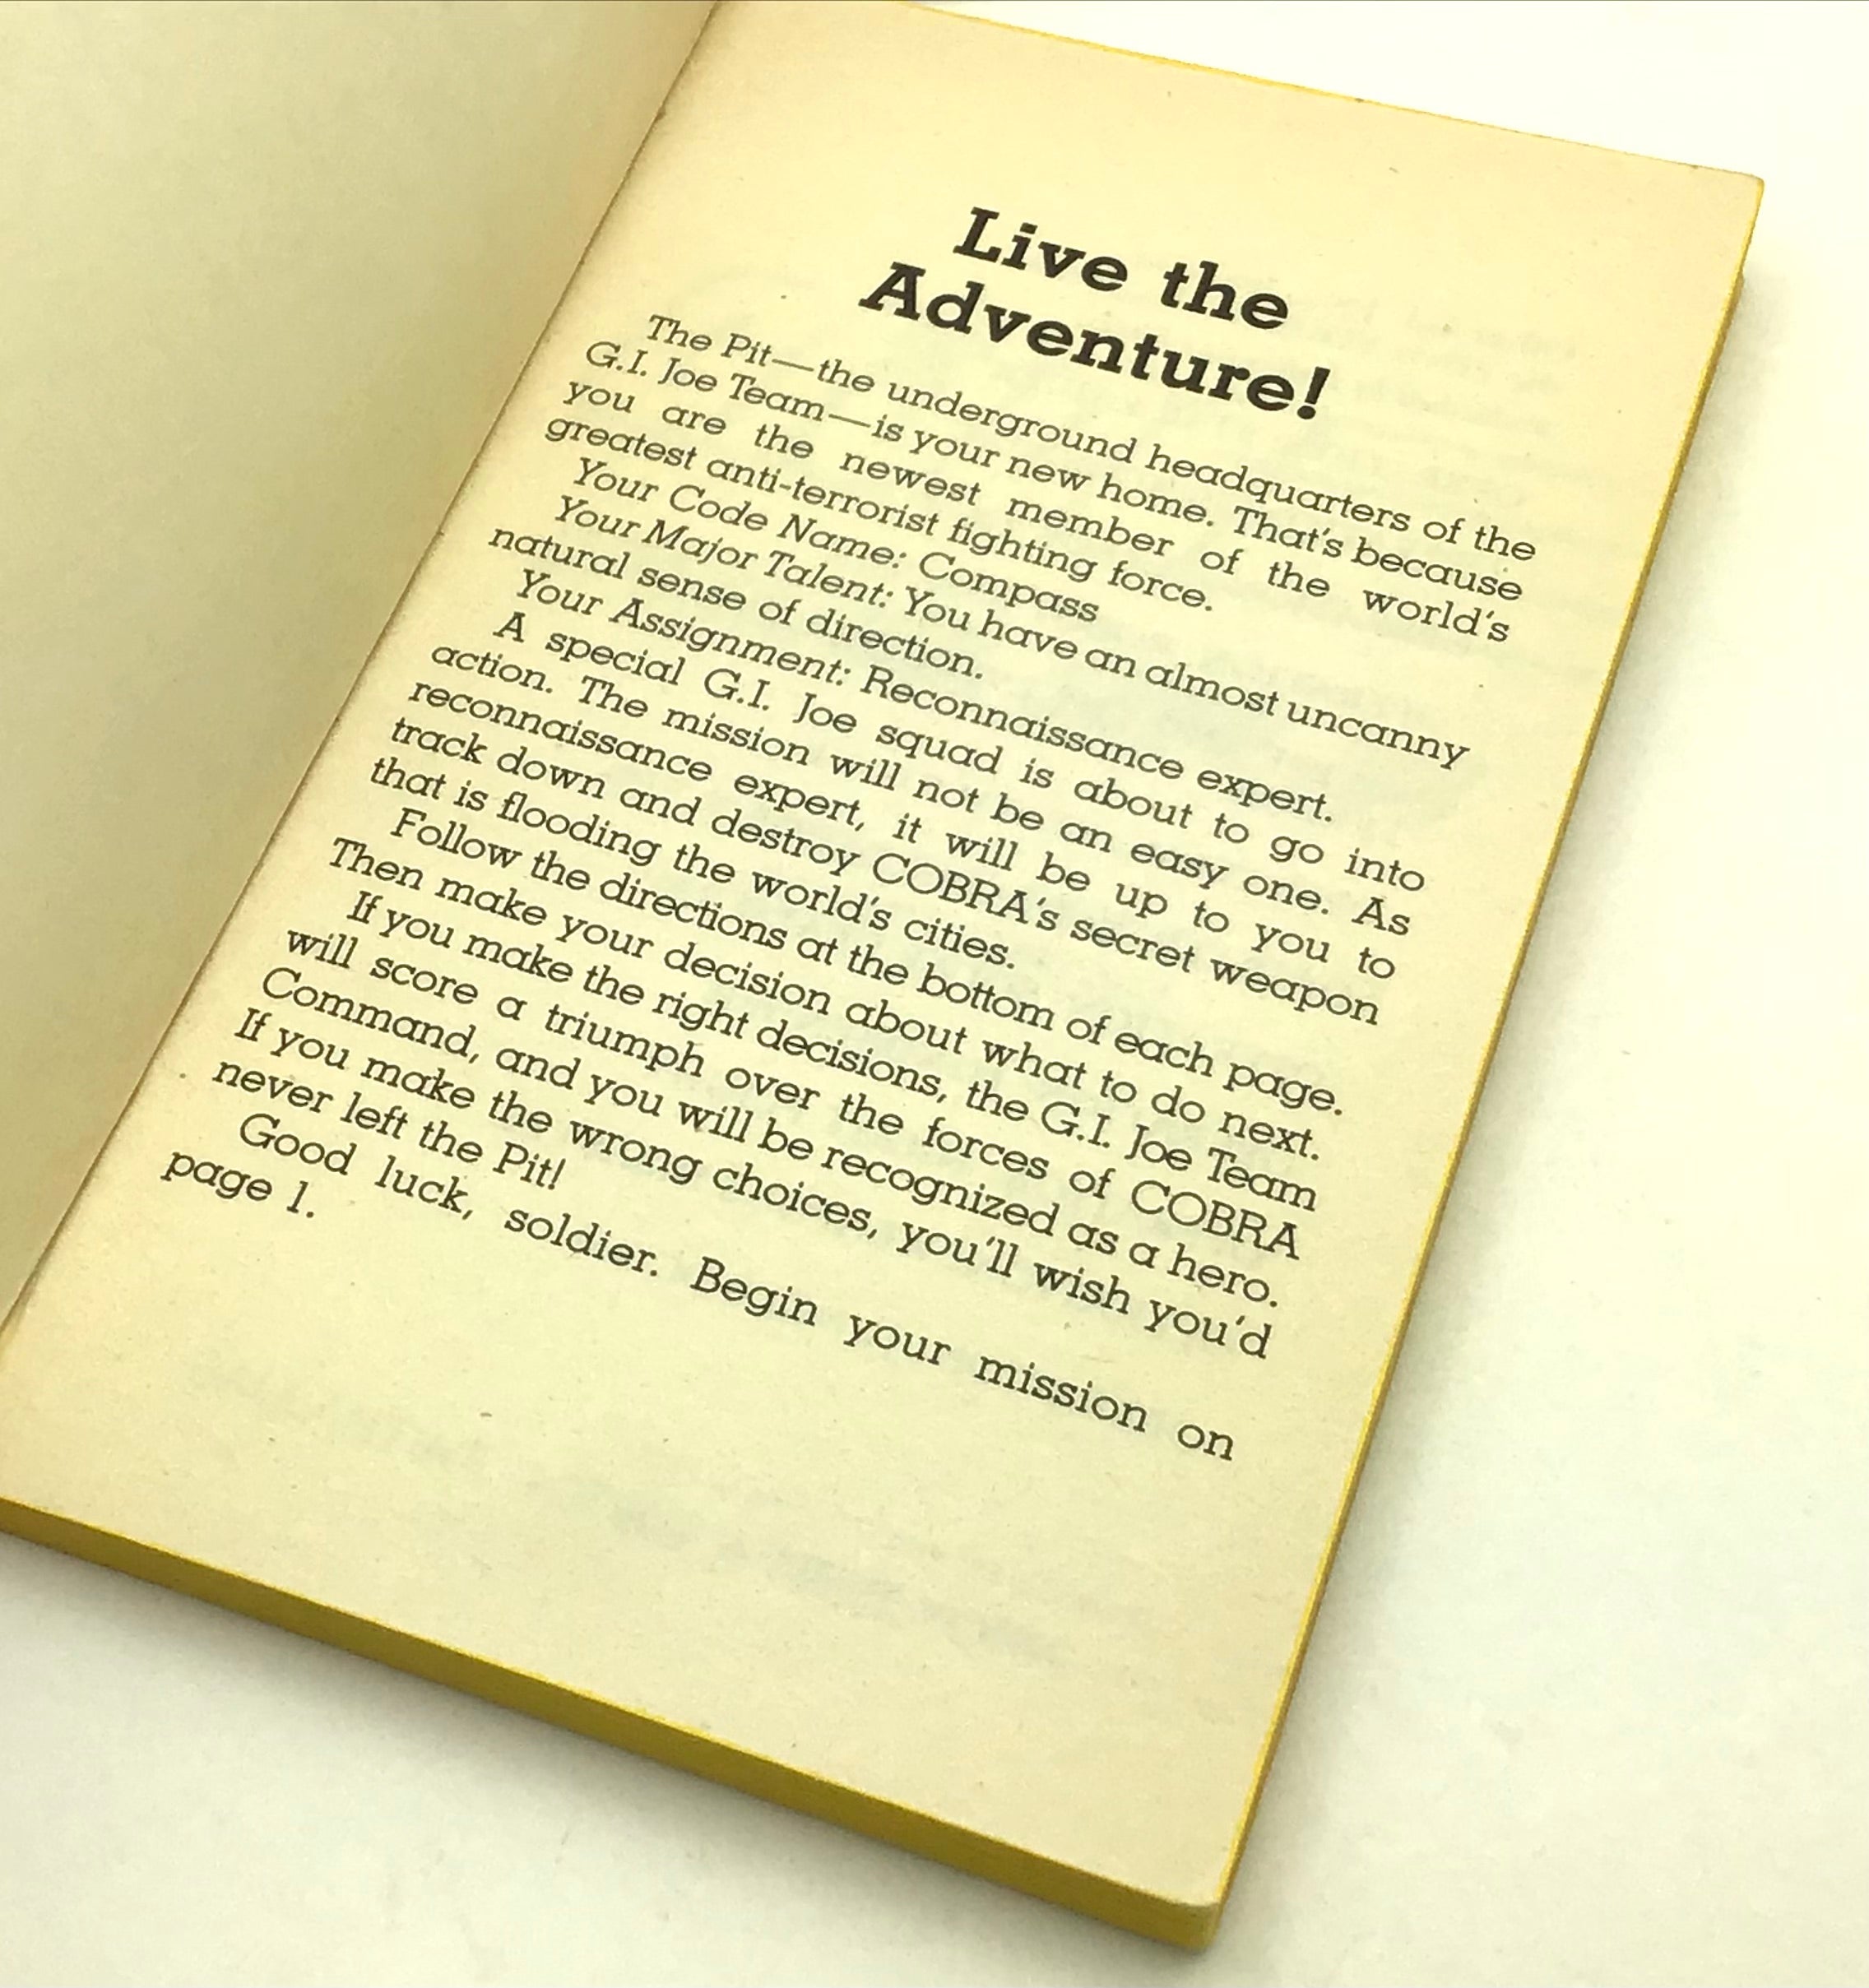 Live the
Adventure!
The Pit—the underground headquarters of the
G.I. Joe Team—is your new home. That's because
you are the newest member of the world's
greatest anti-terrorist fighting force.
Your Code Name: Compass
Your Major Talent: You have an almost uncanny
natural sense of direction.
Your Assignment: Reconnaissance expert.
A special G.I. Joe squad is about to go into
action. The mission will not be an easy one. As
reconnaissance expert, it will be up to you to
track down and destroy COBRA's secret weapon
that is flooding the world's cities.
Follow the directions at the bottom of each page.
Then make your decision about what to do next.
If you make the right decisions, the G.I. Joe Team
will score a triumph over the forces of COBRA
Command, and you will be recognized as a hero.
If you make the wrong choices, you'll wish you'd
never left the Pit!
Good luck, soldier. Begin your mission on
page 1.